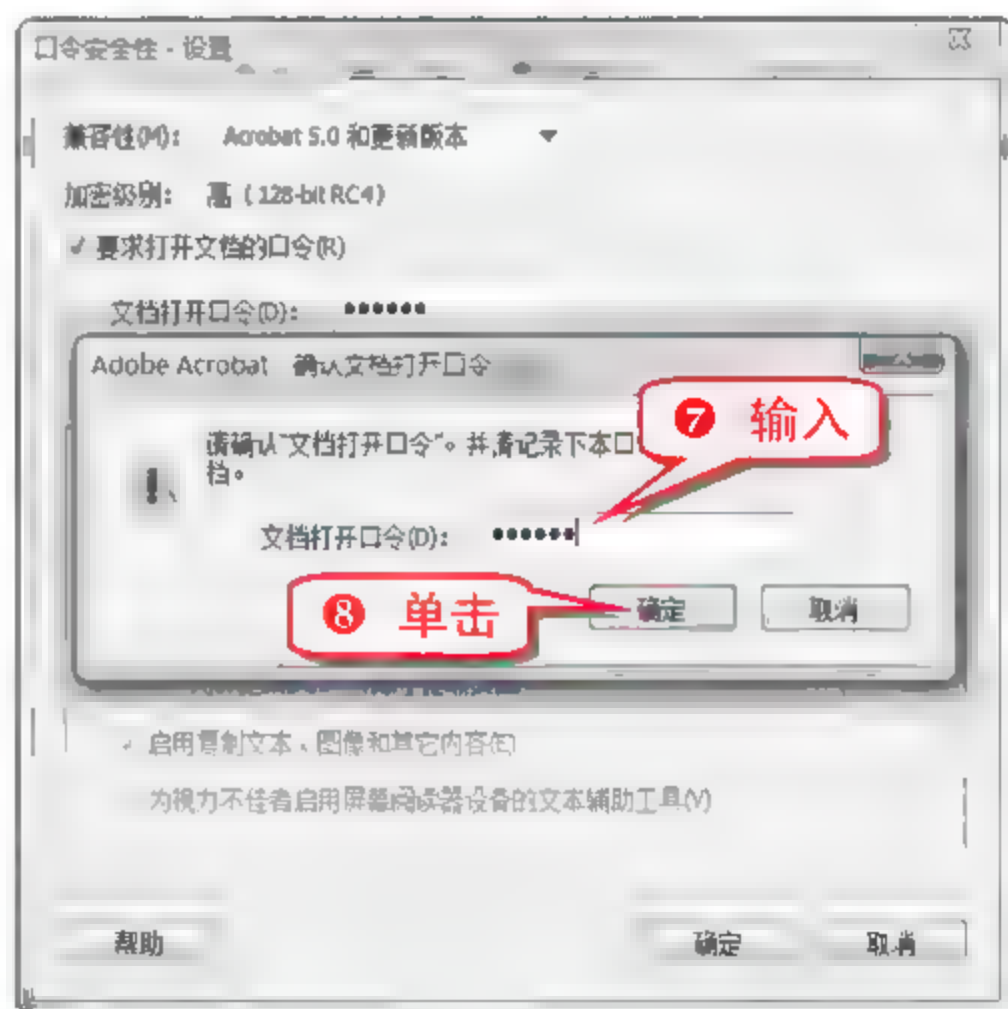 口令安全性 - 设置
兼容性(M)： Acrobat 5.0 和更新版本
加密级别： 高（128-bit RC4）
✓ 要求打开文档的口令(R)
文档打开口令(D)： ●●●●●●
Adobe Acrobat - 确认文档打开口令
❼ 输入
请确认“文档打开口令”。并请记录下本口
档。
文档打开口令(D)： ●●●●●●
❽ 单击
确定 取消
✓ 启用复制文本、图像和其它内容(E)
为视力不佳者启用屏幕阅读器设备的文本辅助工具(V)
帮助 确定 取消